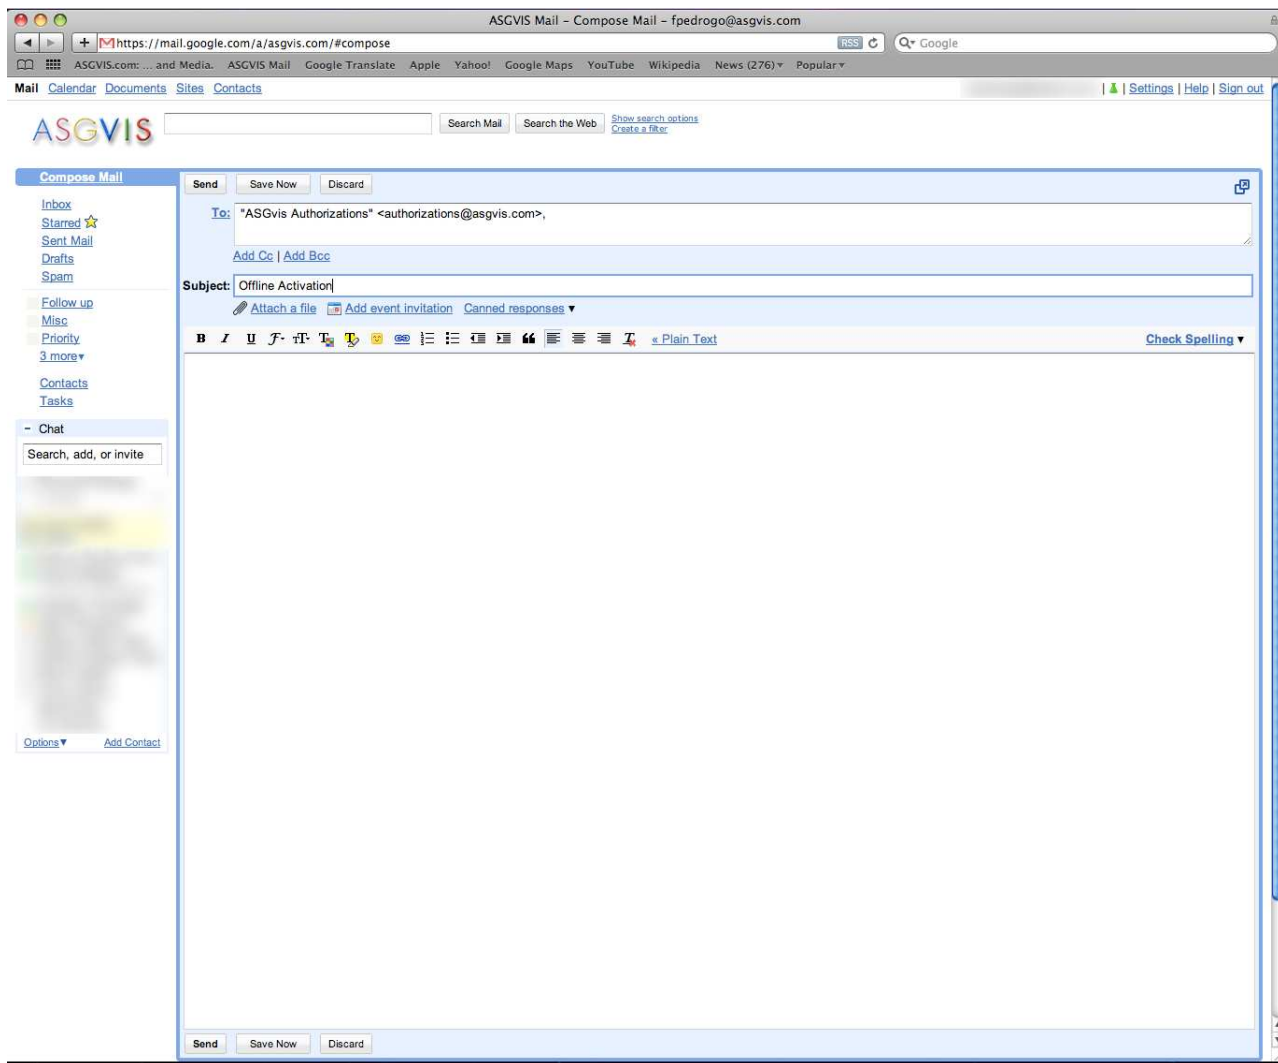 ASGVIS Mail – Compose Mail – fpedrogo@asgvis.com
https://mail.google.com/a/asgvis.com/#compose RSS Google
ASGVIS.com: ... and Media. ASGVIS Mail Google Translate Apple Yahoo! Google Maps YouTube Wikipedia News (276)▾ Popular▾
Mail Calendar Documents Sites Contacts | | Settings | Help | Sign out
ASGVIS Search Mail Search the Web Show search options
Create a filter
Compose Mail
Inbox
Starred
Sent Mail
Drafts
Spam
Follow up
Misc
Priority
3 more▾
Contacts
Tasks
– Chat
Search, add, or invite
Options▼ Add Contact
Send Save Now Discard
To: "ASGvis Authorizations" <authorizations@asgvis.com>,
Add Cc | Add Bcc
Subject: Offline Activation
Attach a file Add event invitation Canned responses ▼
B I U « Plain Text Check Spelling ▼
Send Save Now Discard